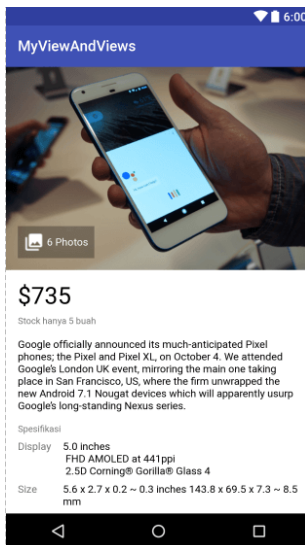 6:00
MyViewAndViews
6 Photos
$735
Stock hanya 5 buah
Google officially announced its much-anticipated Pixel
phones; the Pixel and Pixel XL, on October 4. We attended
Google's London UK event, mirroring the main one taking
place in San Francisco, US, where the firm unwrapped the
new Android 7.1 Nougat devices which will apparently usurp
Google's long-standing Nexus series.
Spesifikasi
Display 5.0 inches
FHD AMOLED at 441ppi
2.5D Corning® Gorilla® Glass 4
Size 5.6 x 2.7 x 0.2 ~ 0.3 inches 143.8 x 69.5 x 7.3 ~ 8.5
mm